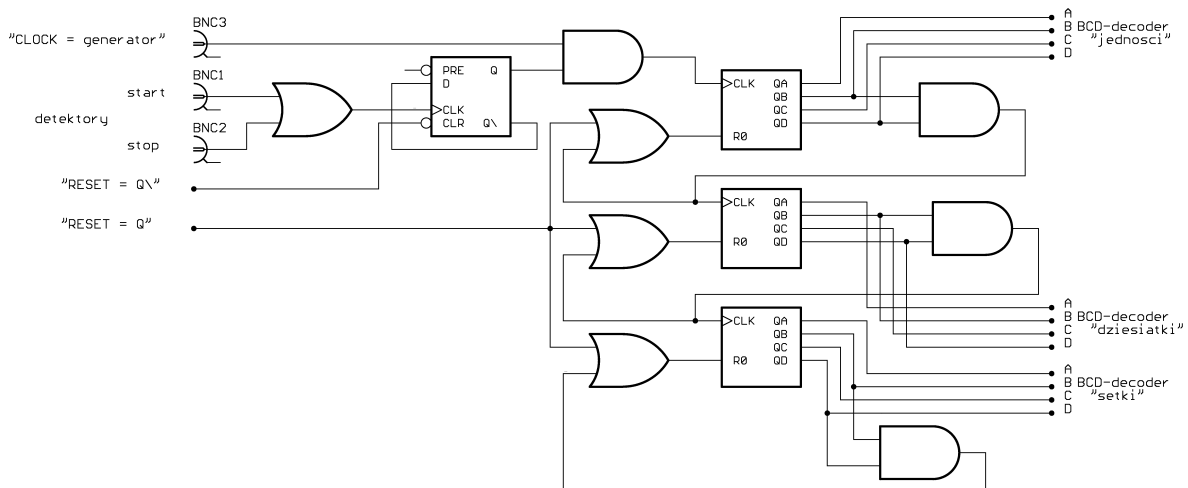 BNC3
"CLOCK = generator"
BNC1
start
detektory
BNC2
stop
"RESET = Q\"
"RESET = Q"
PRE Q
D
CLK
CLR Q\
CLK QA
QB
QC
R0 QD
A
B BCD-decoder
C "jednosci"
D
CLK QA
QB
QC
R0 QD
A
B BCD-decoder
C "dziesiatki"
D
CLK QA
QB
QC
R0 QD
A
B BCD-decoder
C "setki"
D